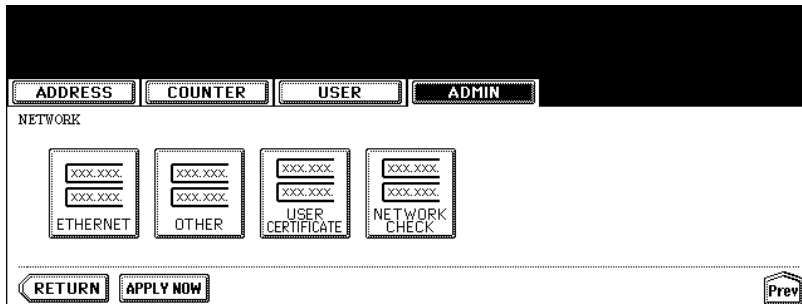 ADDRESS COUNTER USER ADMIN
NETWORK
XXX.XXX. XXX.XXX. XXX.XXX. XXX.XXX.
XXX.XXX. XXX.XXX. XXX.XXX. XXX.XXX.
ETHERNET OTHER USER CERTIFICATE NETWORK CHECK
RETURN APPLY NOW Prev